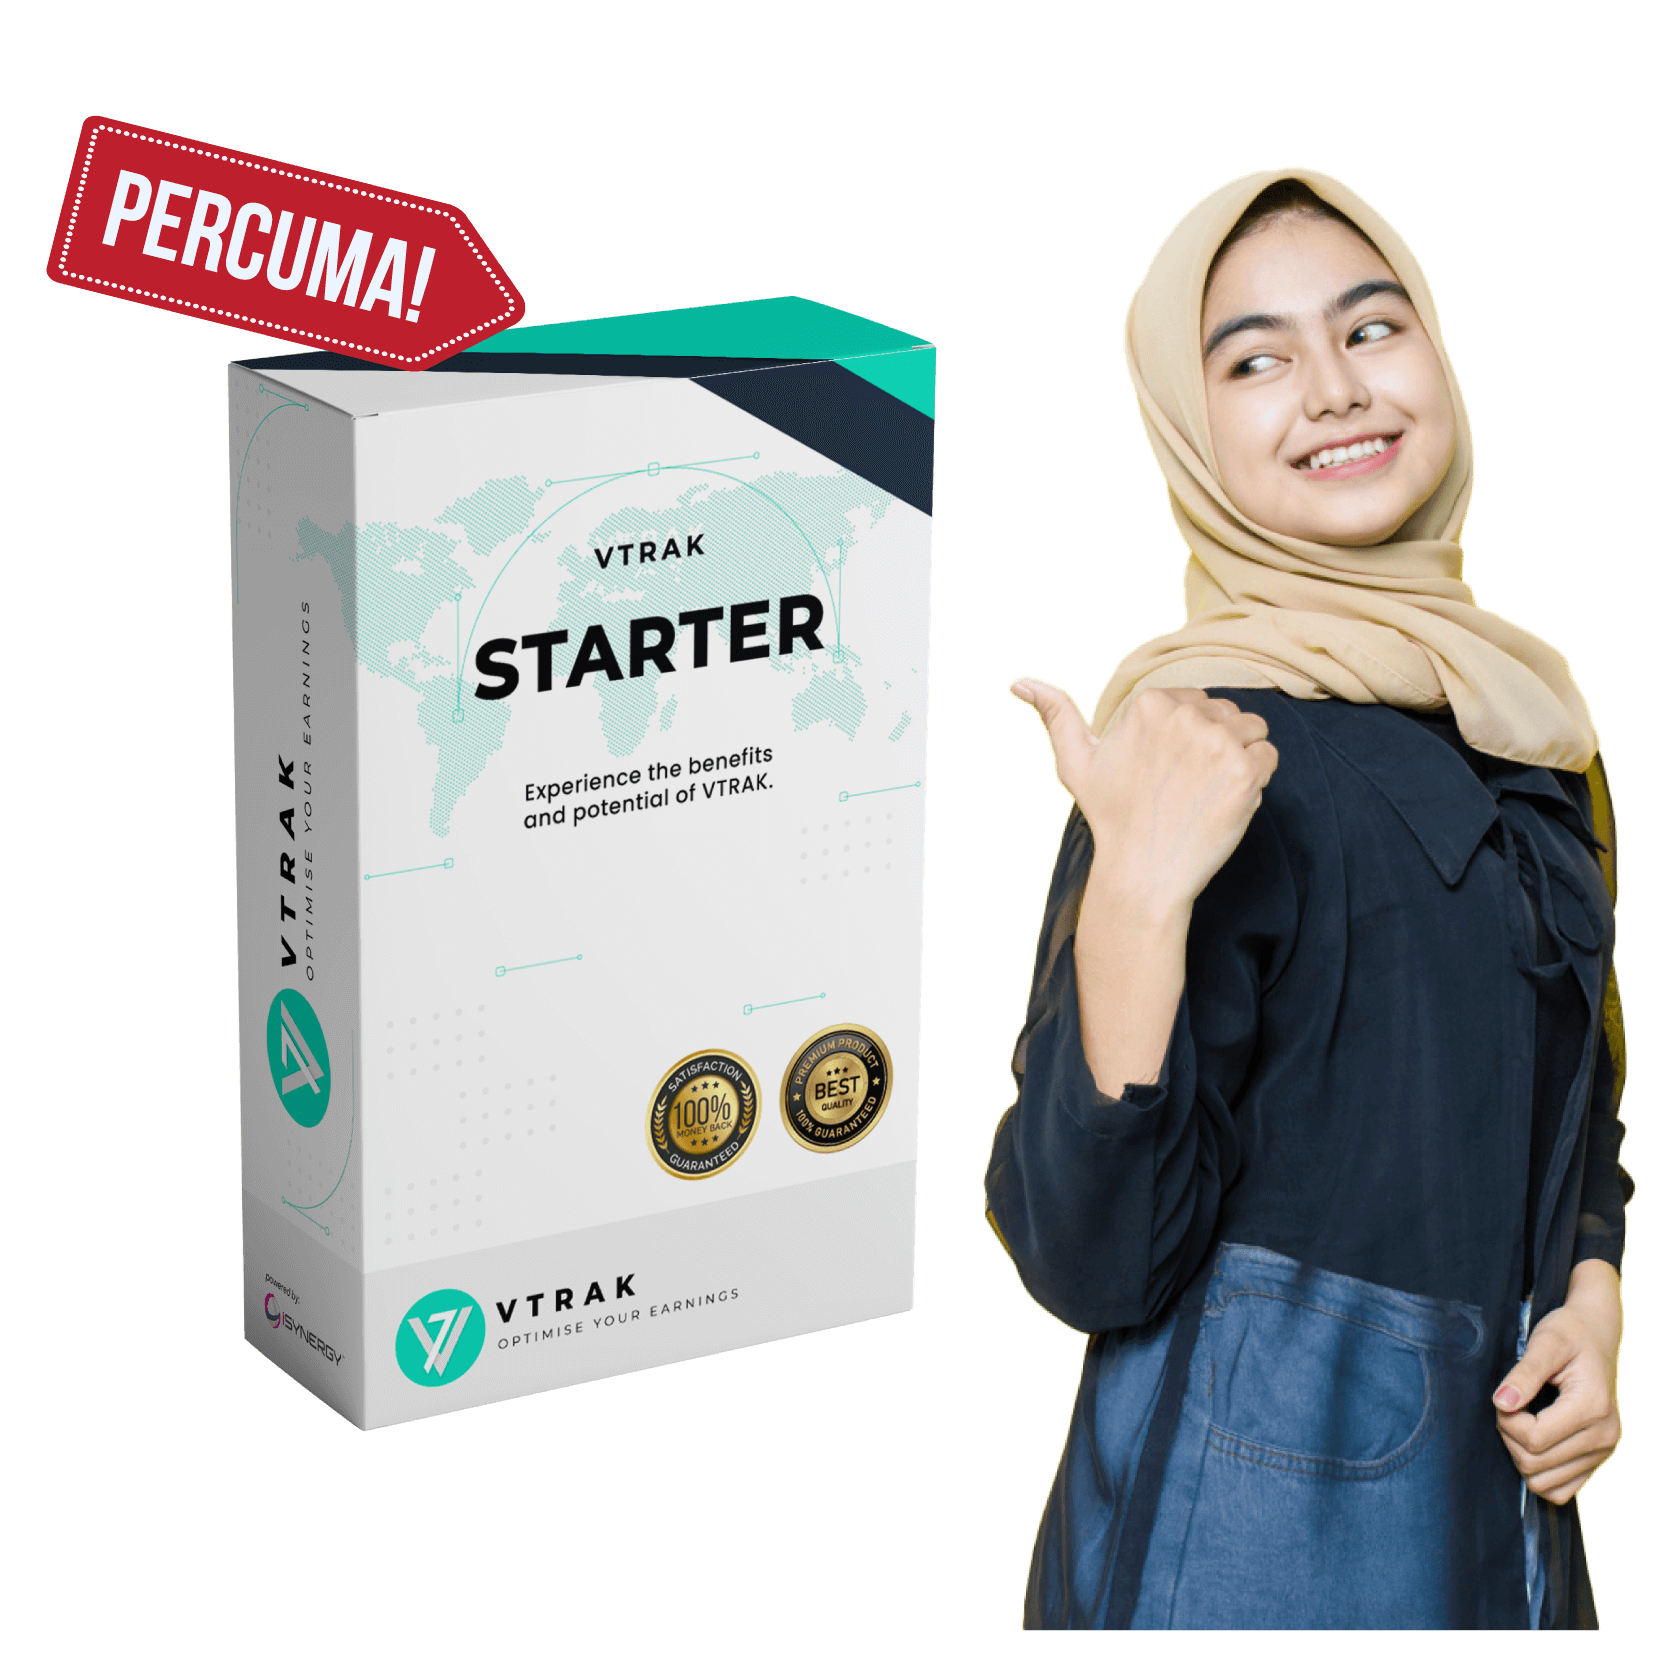 PERCUMA!
VTRAK
STARTER
Experience the benefits
and potential of VTRAK.
SATISFACTION
100%
MONEY BACK
GUARANTEED
PREMIUM PRODUCT
BEST
QUALITY
100% GUARANTEED
VTRAK
OPTIMISE YOUR EARNINGS
VTRAK
OPTIMISE YOUR EARNINGS
powered by:
iSYNERGY